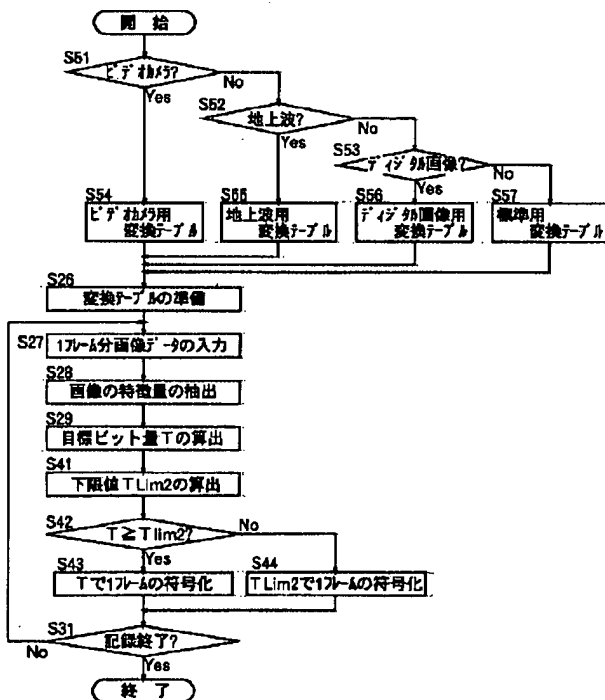 開始
S51
ビデオカメラ?
No
Yes
S52
地上波?
No
Yes
S53
ディジタル画像?
No
Yes
S54
ビデオカメラ用
変換テーブル
S55
地上波用
変換テーブル
S56
ディジタル画像用
変換テーブル
S57
標準用
変換テーブル
S26
変換テーブルの準備
S27
1フレーム分画像データの入力
S28
画像の特徴量の抽出
S29
目標ビット量Tの算出
S41
下限値TLim2の算出
S42
T≧Tlim2?
No
Yes
S43
Tで1フレームの符号化
S44
TLim2で1フレームの符号化
S31
記録終了?
No
Yes
終了